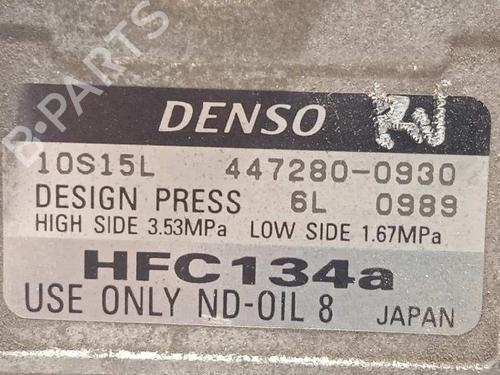 B-PARTS
DENSO
10S15L 447280-0930
DESIGN PRESS 6L 0989
HIGH SIDE 3.53MPa LOW SIDE 1.67MPa
HFC134a
USE ONLY ND-OIL 8 JAPAN